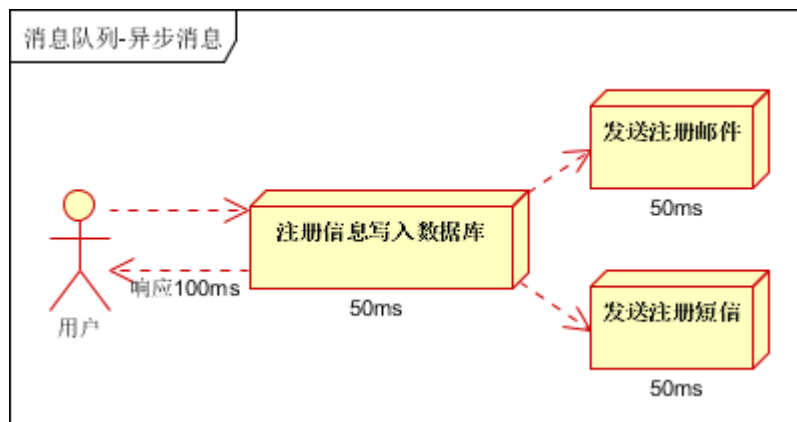 消息队列-异步消息
发送注册邮件
50ms
注册信息写入数据库
响应100ms
50ms
用户
发送注册短信
50ms